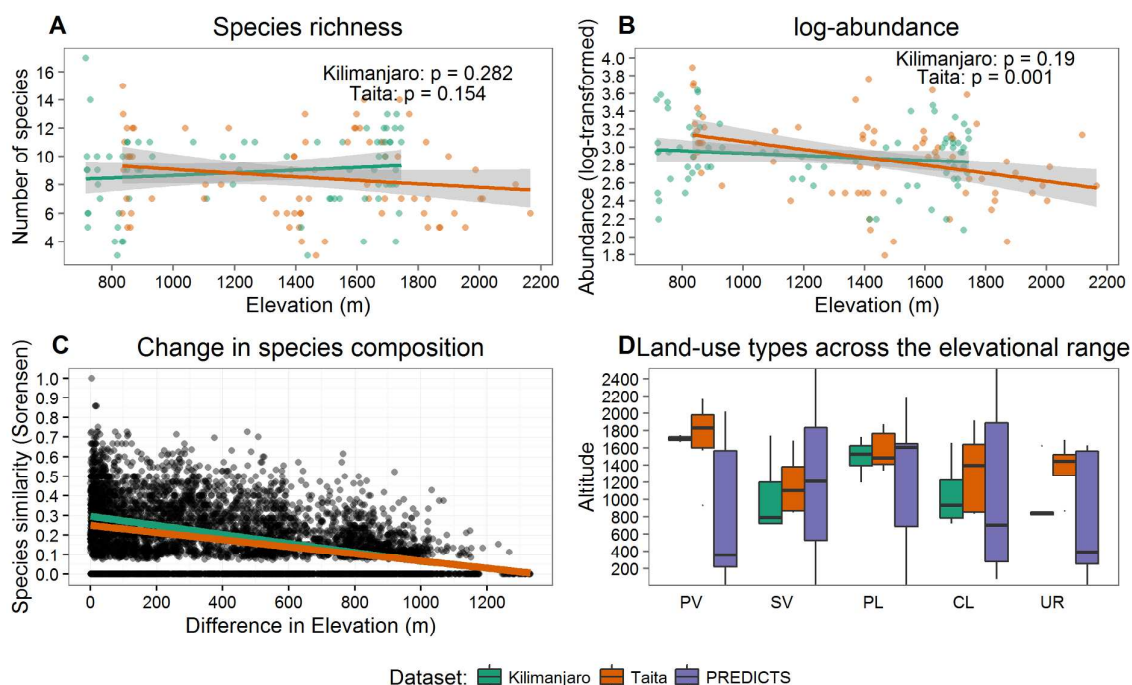 A Species richness
Kilimanjaro: p = 0.282
Taita: p = 0.154
Number of species
16
14
12
10
8
6
4
800 1000 1200 1400 1600 1800 2000 2200
Elevation (m)
B log-abundance
Kilimanjaro: p = 0.19
Taita: p = 0.001
Abundance (log-transformed)
4.0
3.8
3.6
3.4
3.2
3.1
2.9
2.8
2.6
2.4
2.2
2.0
1.8
800 1000 1200 1400 1600 1800 2000 2200
Elevation (m)
C Change in species composition
Species similarity (Sorensen)
1.0
0.9
0.8
0.7
0.6
0.5
0.4
0.3
0.2
0.1
0.0
0 200 400 600 800 1000 1200
Difference in Elevation (m)
D Land-use types across the elevational range
Altitude
2400
2200
2000
1800
1600
1400
1200
1000
800
600
400
200
PV SV PL CL UR
Dataset: Kilimanjaro Taita PREDICTS